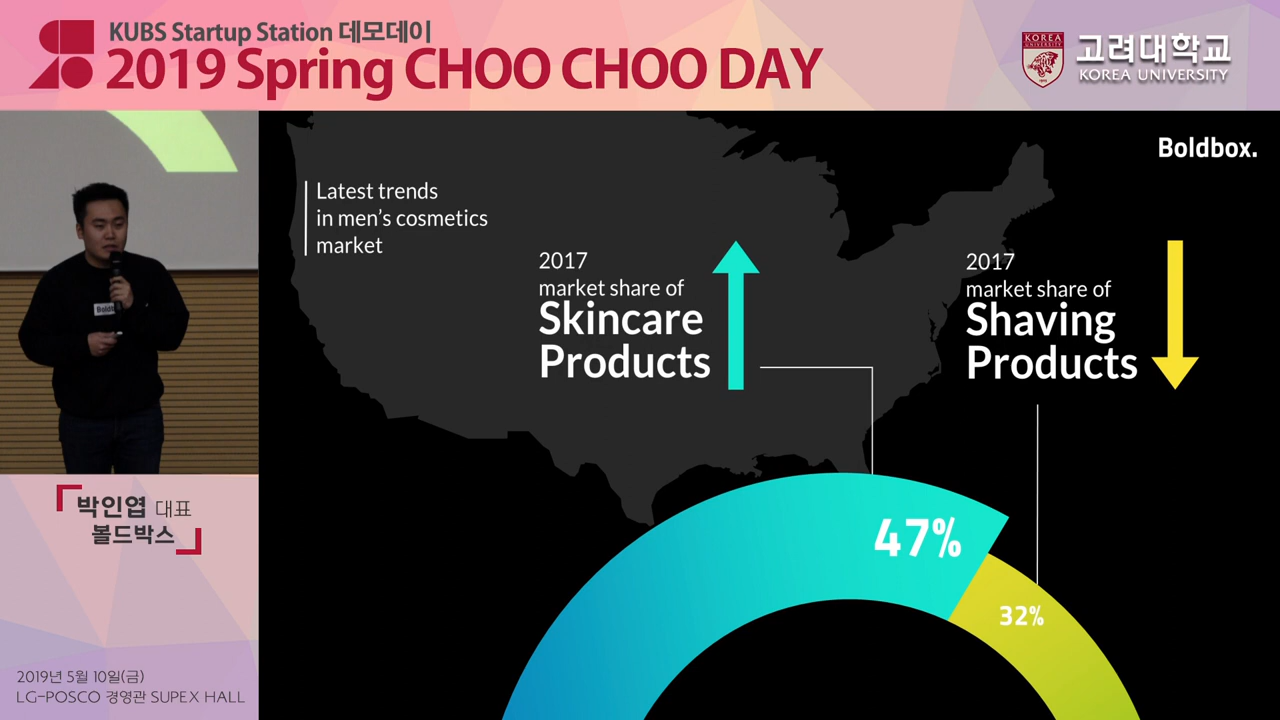 KUBS Startup Station 데모데이
2019 Spring CHOO CHOO DAY
KOREA
UNIVERSITY
고려대학교
KOREA UNIVERSITY
Boldbox.
Latest trends
in men's cosmetics
market
2017
market share of
Skincare
Products
2017
market share of
Shaving
Products
47%
32%
박인엽 대표
볼드박스
2019년 5월 10일(금)
LG-POSCO 경영관 SUPEX HALL